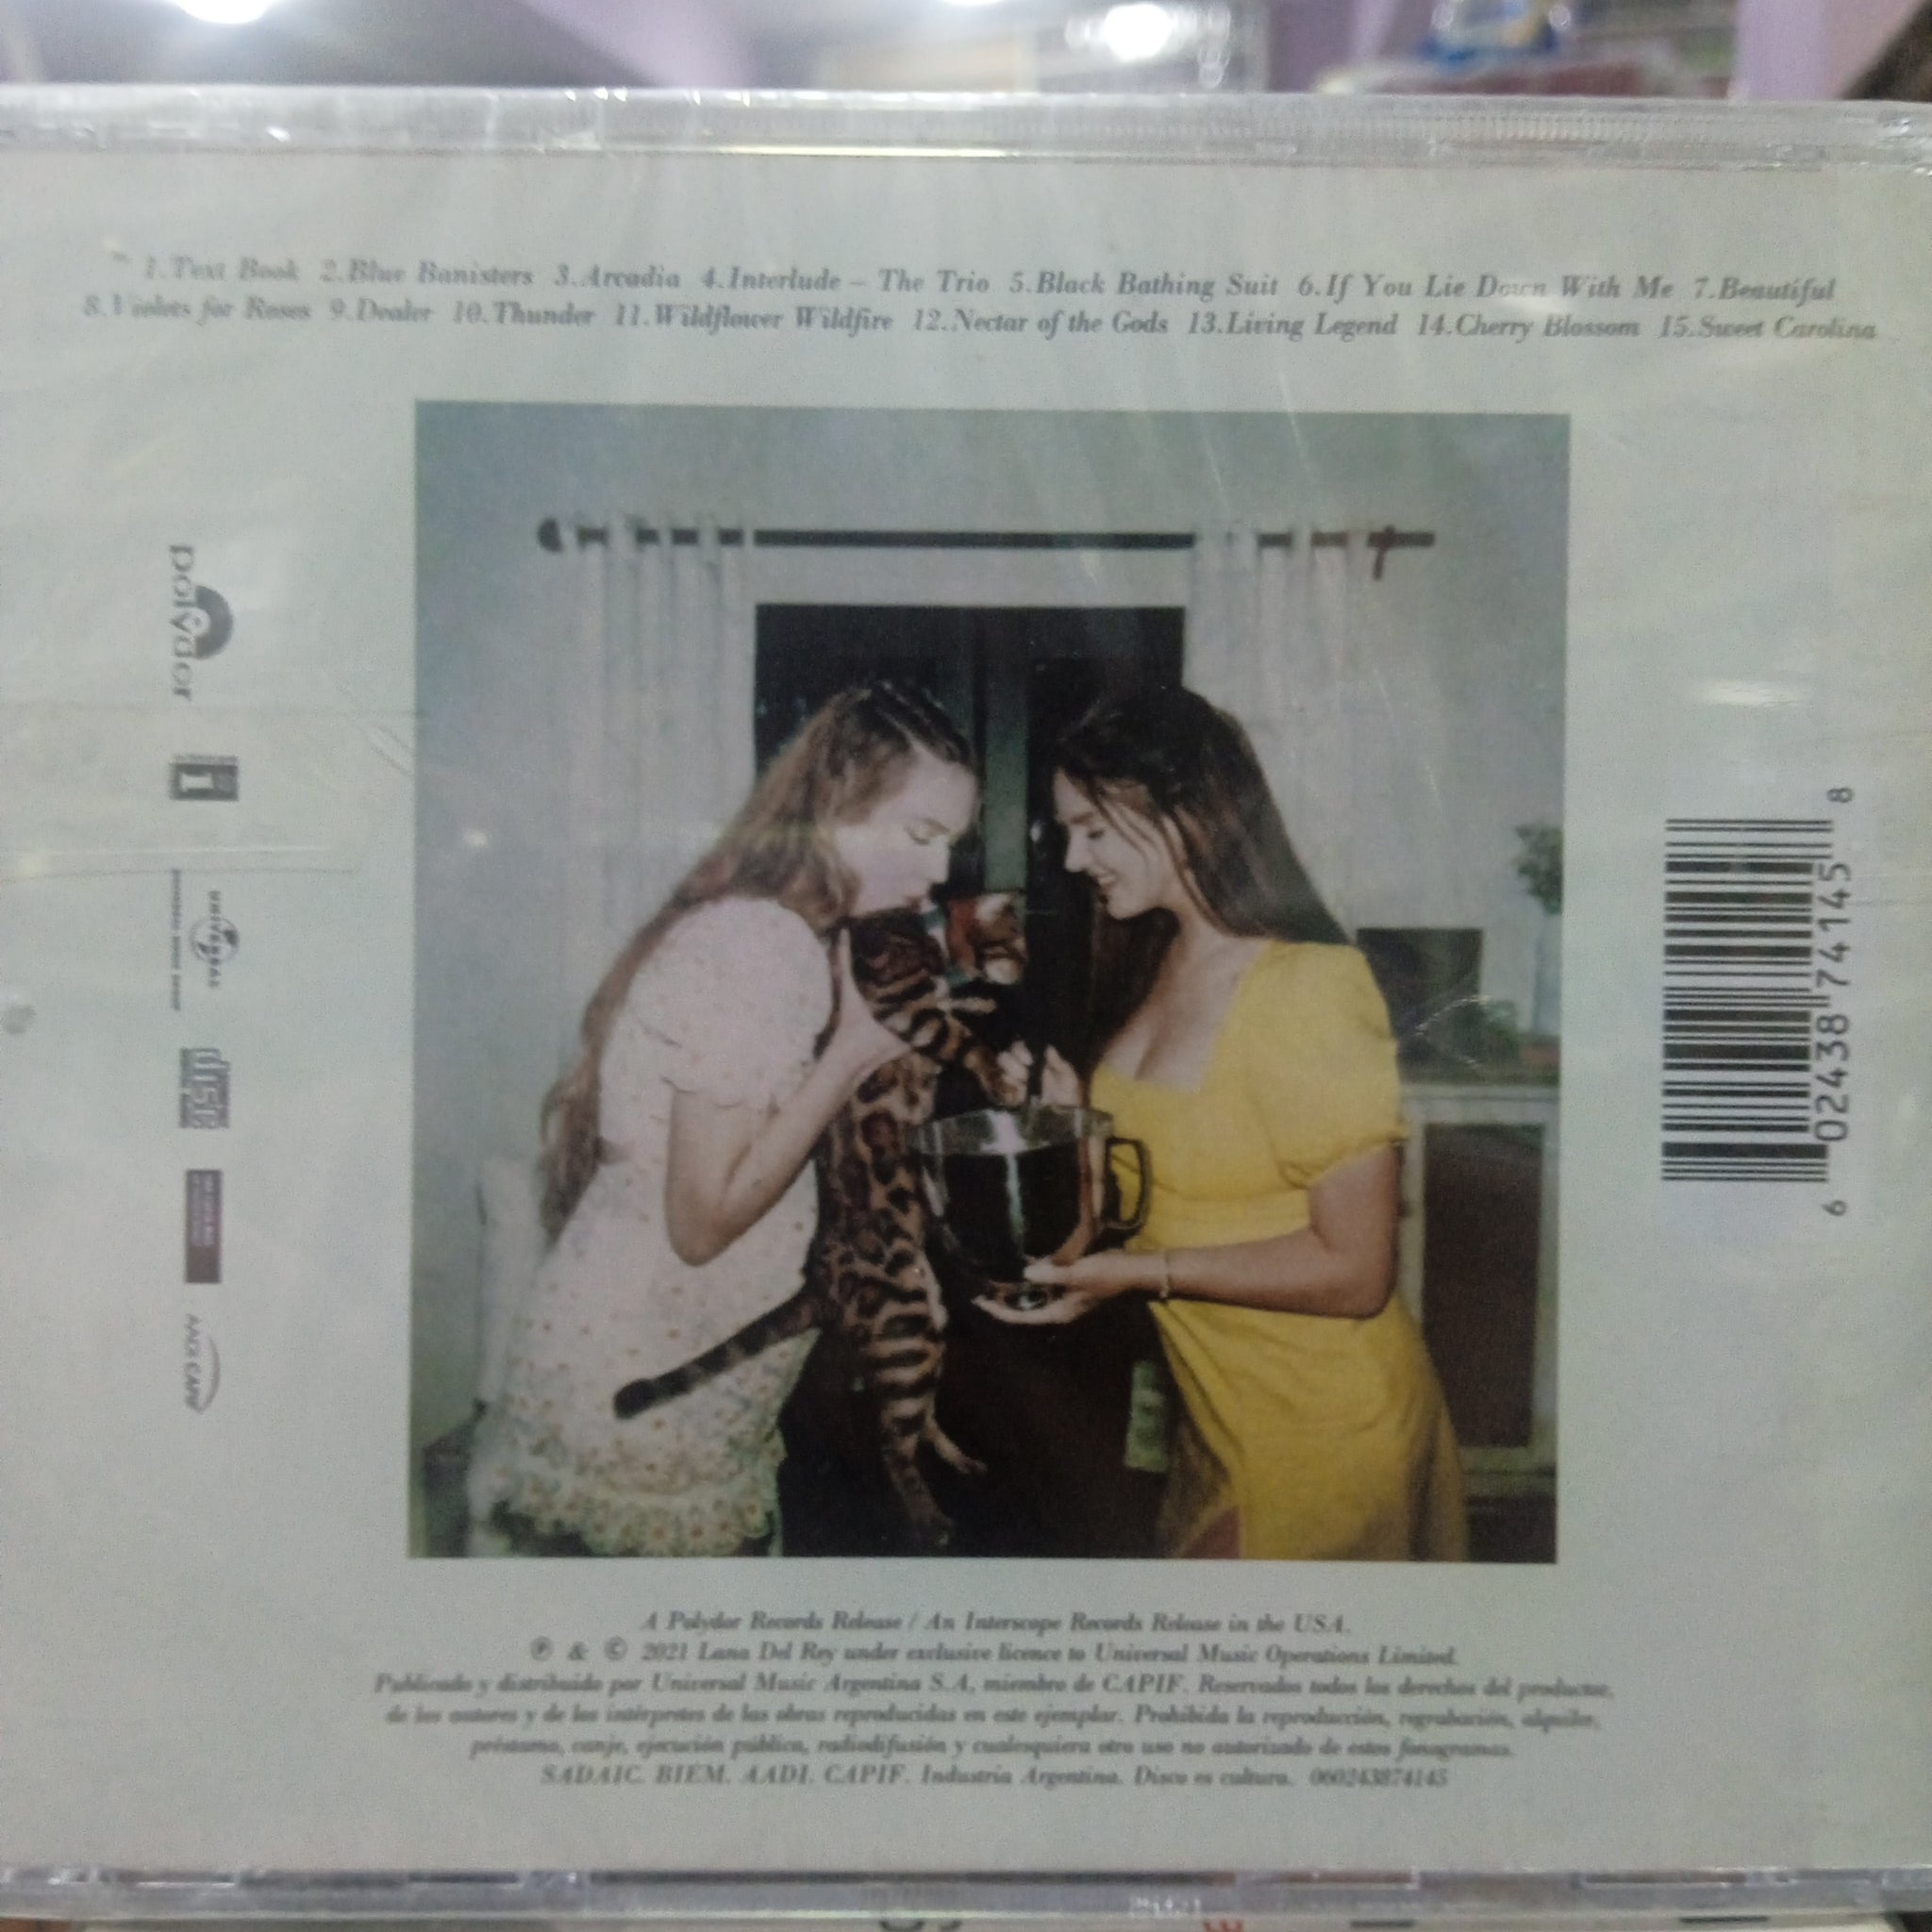 1.Text Book 2.Blue Banisters 3.Arcadia 4.Interlude – The Trio 5.Black Bathing Suit 6.If You Lie Down With Me 7.Beautiful
8.Violets for Roses 9.Dealer 10.Thunder 11.Wildflower Wildfire 12.Nectar of the Gods 13.Living Legend 14.Cherry Blossom 15.Sweet Carolina
polydor
i
UNIVERSAL
disc
AADI CAPIF
6 02438 74145 8
A Polydor Records Release / An Interscope Records Release in the USA.
℗ & © 2021 Lana Del Rey under exclusive licence to Universal Music Operations Limited.
Publicado y distribuido por Universal Music Argentina S.A, miembro de CAPIF. Reservados todos los derechos del productor,
de los autores y de los intérpretes de las obras reproducidas en este ejemplar. Prohibida la reproducción, regrabación, alquiler,
préstamo, canje, ejecución pública, radiodifusión y cualesquiera otro uso no autorizado de estos fonogramas.
SADAIC. BIEM. AADI. CAPIF. Industria Argentina. Disco es cultura. 060243874145